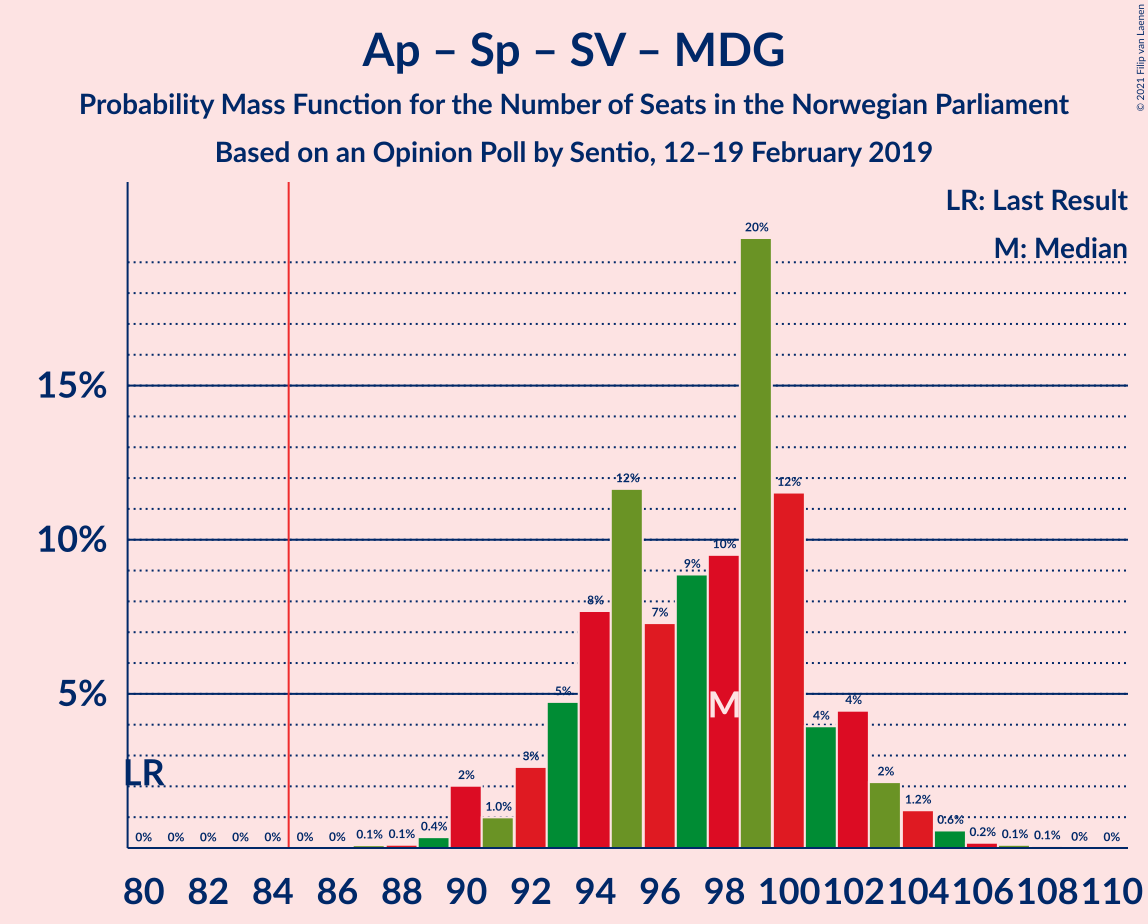 Ap – Sp – SV – MDG
Probability Mass Function for the Number of Seats in the Norwegian Parliament
Based on an Opinion Poll by Sentio, 12–19 February 2019
© 2021 Filip van Laenen
LR: Last Result
M: Median
15%
10%
5%
LR
M
0% 0% 0% 0% 0% 0% 0% 0.1% 0.1% 0.4% 2% 1.0% 3% 5% 8% 12% 7% 9% 10% 20% 12% 4% 4% 2% 1.2% 0.6% 0.2% 0.1% 0.1% 0% 0%
80 82 84 86 88 90 92 94 96 98 100 102 104 106 108 110